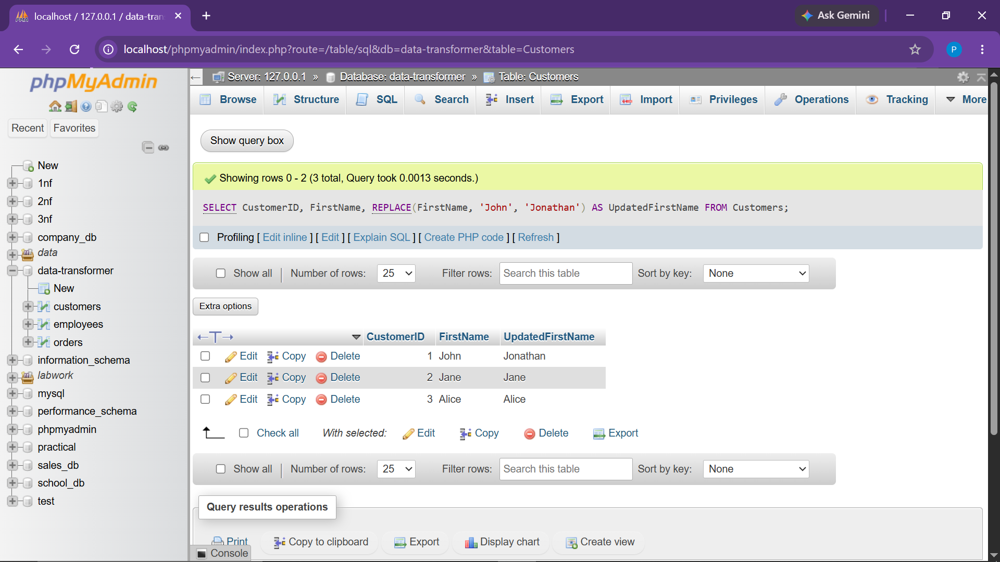 localhost / 127.0.0.1 / data-tran
Ask Gemini
localhost/phpmyadmin/index.php?route=/table/sql&db=data-transformer&table=Customers
P
phpMyAdmin
Recent Favorites
New
1nf
2nf
3nf
company_db
data
data-transformer
New
customers
employees
orders
information_schema
labwork
mysql
performance_schema
phpmyadmin
practical
sales_db
school_db
test
Server: 127.0.0.1 » Database: data-transformer » Table: Customers
Browse Structure SQL Search Insert Export Import Privileges Operations Tracking More
Show query box
Showing rows 0 - 2 (3 total, Query took 0.0013 seconds.)
SELECT CustomerID, FirstName, REPLACE(FirstName, 'John', 'Jonathan') AS UpdatedFirstName FROM Customers;
Profiling [ Edit inline ] [ Edit ] [ Explain SQL ] [ Create PHP code ] [ Refresh ]
Show all | Number of rows: 25 Filter rows: Search this table Sort by key: None
Extra options
←T→ CustomerID FirstName UpdatedFirstName
Edit Copy Delete 1 John Jonathan
Edit Copy Delete 2 Jane Jane
Edit Copy Delete 3 Alice Alice
Check all With selected: Edit Copy Delete Export
Show all | Number of rows: 25 Filter rows: Search this table Sort by key: None
Query results operations
Print Copy to clipboard Export Display chart Create view
Console